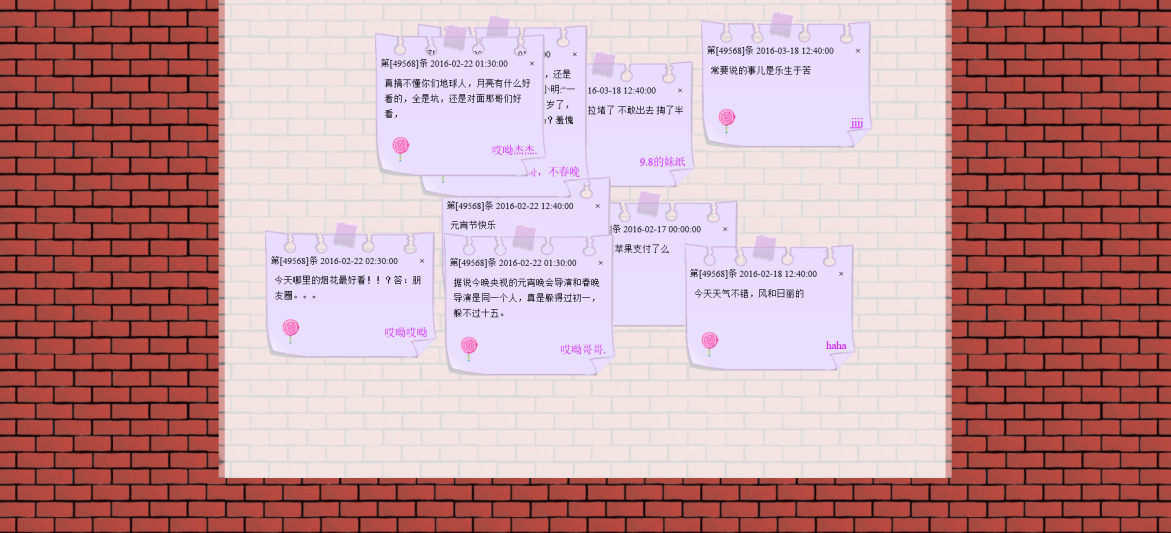 第[49568]条 2016-02-22 01:30:00 ×
真搞不懂你们地球人，月亮有什么好
看的，全是坑，还是对面那哥们好
看，
哎呦杰杰.
×
，还是
小明:“一
岁了，
？羞愧
，不春晚
16-03-18 12:40:00 ×
拉堵了 不敢出去 掏了半
9.8的妹纸
第[49568]条 2016-03-18 12:40:00 ×
常要说的事儿是乐生于苦
jjjj
第[49568]条 2016-02-22 12:40:00 ×
元宵节快乐
条 2016-02-17 00:00:00 ×
苹果支付了么
第[49568]条 2016-02-22 02:30:00 ×
今天哪里的烟花最好看！！？答：朋
友圈。。。
哎呦哎呦
第[49568]条 2016-02-22 01:30:00 ×
据说今晚央视的元宵晚会导演和春晚
导演是同一个人，真是躲得过初一，
躲不过十五。
哎呦哥哥.
第[49568]条 2016-02-18 12:40:00 ×
今天天气不错，风和日丽的
haha